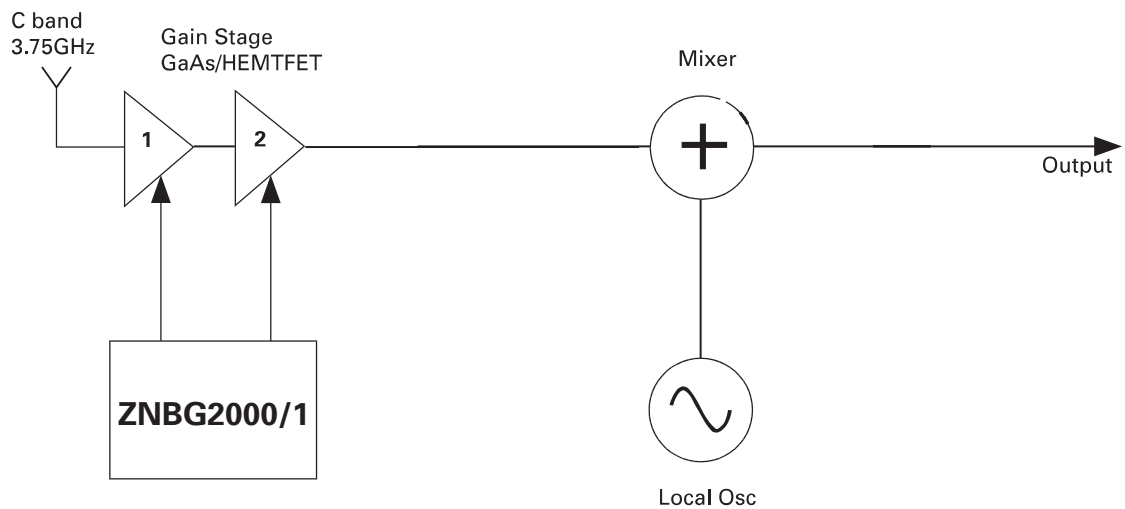 C band
3.75GHz
Gain Stage
GaAs/HEMTFET
Mixer
1
2
Output
ZNBG2000/1
Local Osc